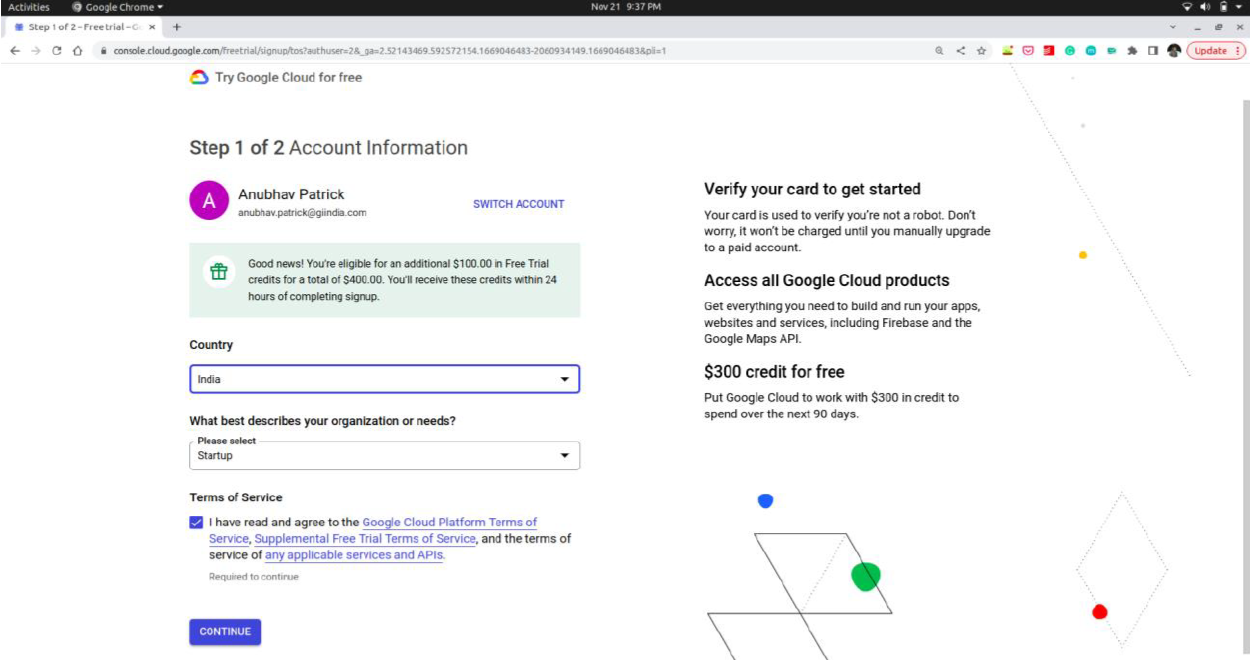 Activities
Google Chrome
Nov 21 9:37 PM
Step 1 of 2 – Free trial – G
console.cloud.google.com/freetrial/signup/tos?authuser=2&_ga=2.52143469.592572154.1669046483-2060934149.1669046483&pli=1
Update
Try Google Cloud for free
Step 1 of 2 Account Information
A
Anubhav Patrick
anubhav.patrick@giindia.com
SWITCH ACCOUNT
Good news! You're eligible for an additional $100.00 in Free Trial
credits for a total of $400.00. You'll receive these credits within 24
hours of completing signup.
Country
India
What best describes your organization or needs?
Please select
Startup
Terms of Service
I have read and agree to the Google Cloud Platform Terms of
Service, Supplemental Free Trial Terms of Service, and the terms of
service of any applicable services and APIs.
Required to continue
CONTINUE
Verify your card to get started
Your card is used to verify you're not a robot. Don't
worry, it won't be charged until you manually upgrade
to a paid account.
Access all Google Cloud products
Get everything you need to build and run your apps,
websites and services, including Firebase and the
Google Maps API.
$300 credit for free
Put Google Cloud to work with $300 in credit to
spend over the next 90 days.